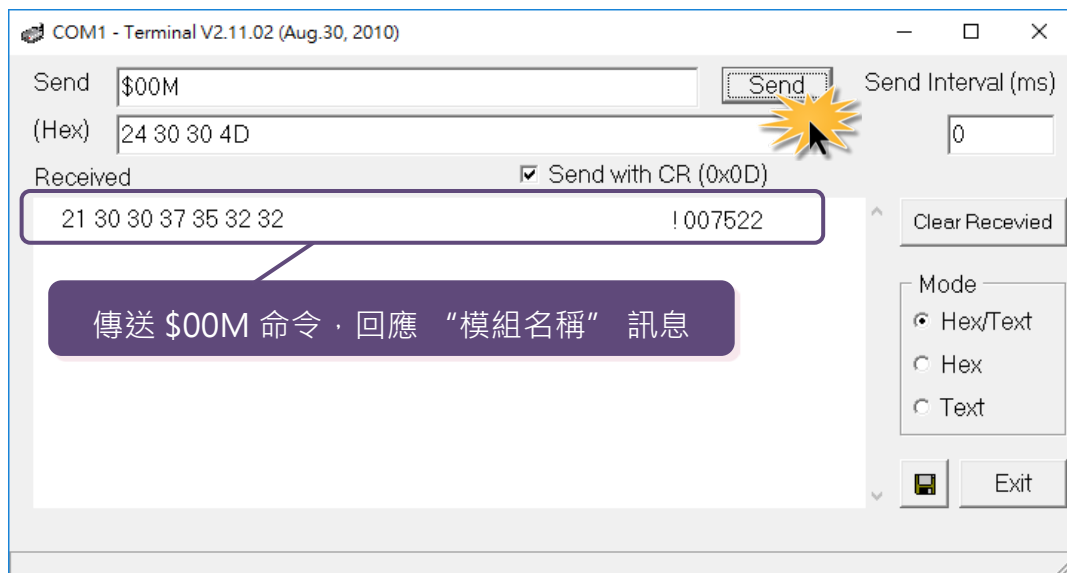 COM1 - Terminal V2.11.02 (Aug.30, 2010)
Send $00M Send Send Interval (ms)
(Hex) 24 30 30 4D 0
Received Send with CR (0x0D)
21 30 30 37 35 32 32 !007522
Clear Recevied
傳送 $00M 命令，回應 “模組名稱” 訊息
Mode
Hex/Text
Hex
Text
Exit